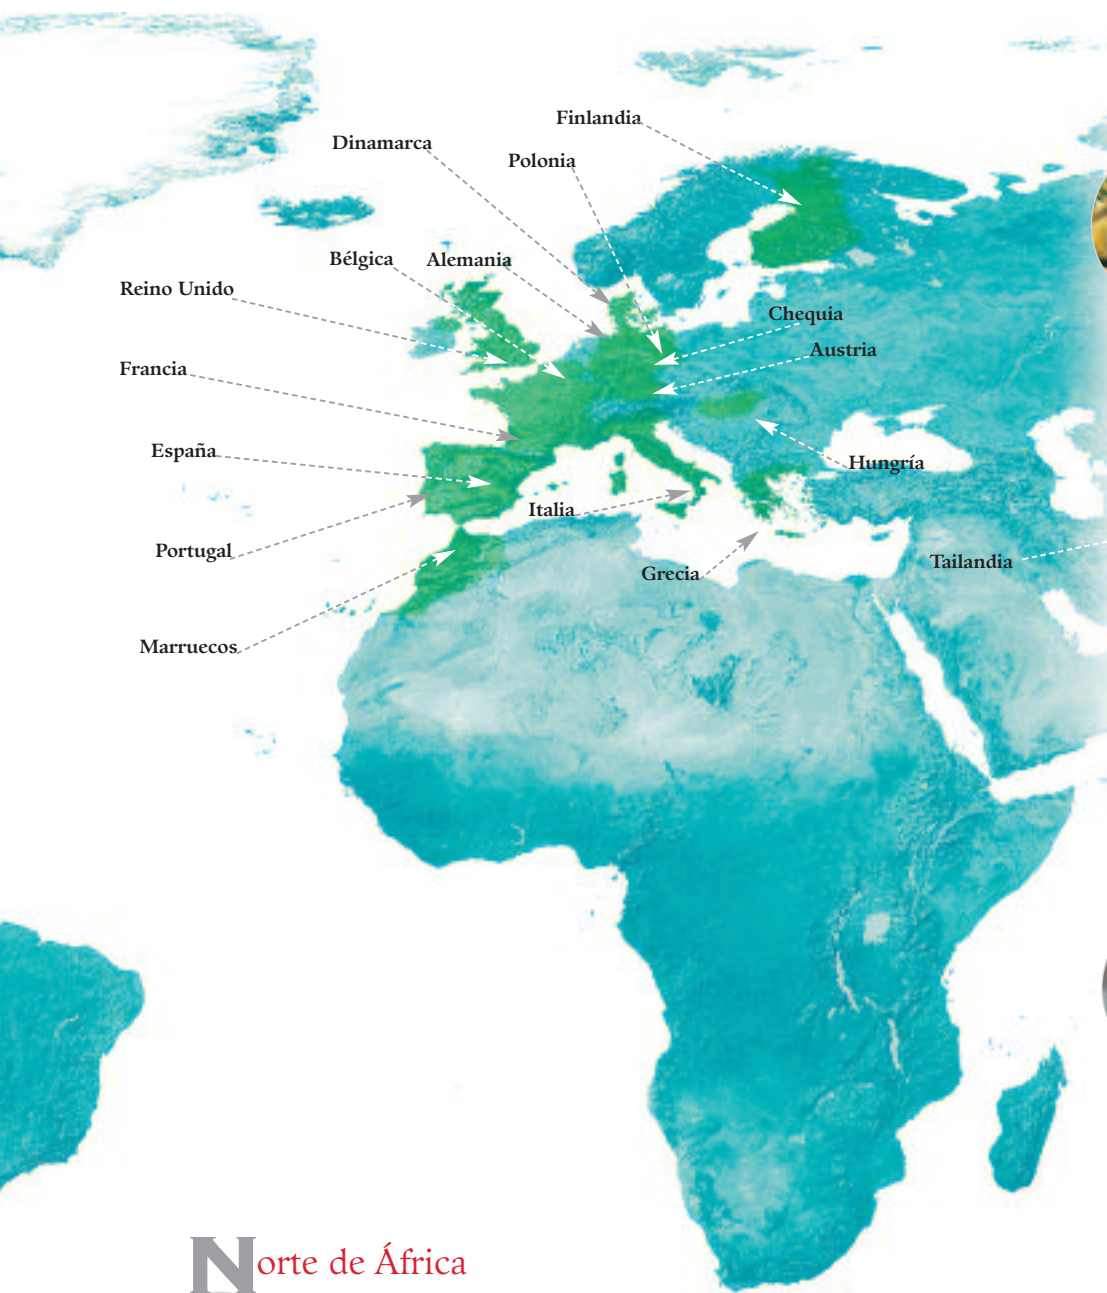 Finlandia
Dinamarca
Polonia
Bélgica
Alemania
Reino Unido
Chequia
Austria
Francia
España
Hungría
Italia
Portugal
Tailandia
Grecia
Marruecos
Norte de África